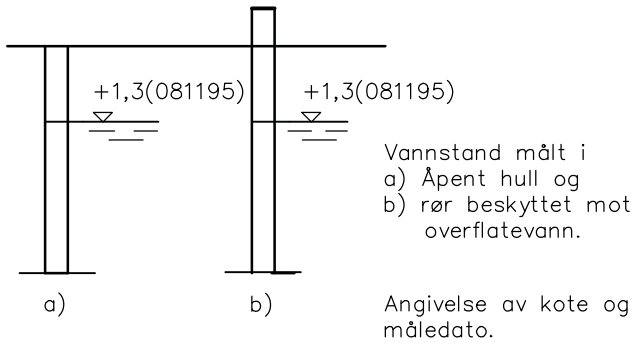 +1,3(081195)
+1,3(081195)
Vannstand målt i
a) Åpent hull og
b) rør beskyttet mot
overflatevann.
a)
b)
Angivelse av kote og
måledato.